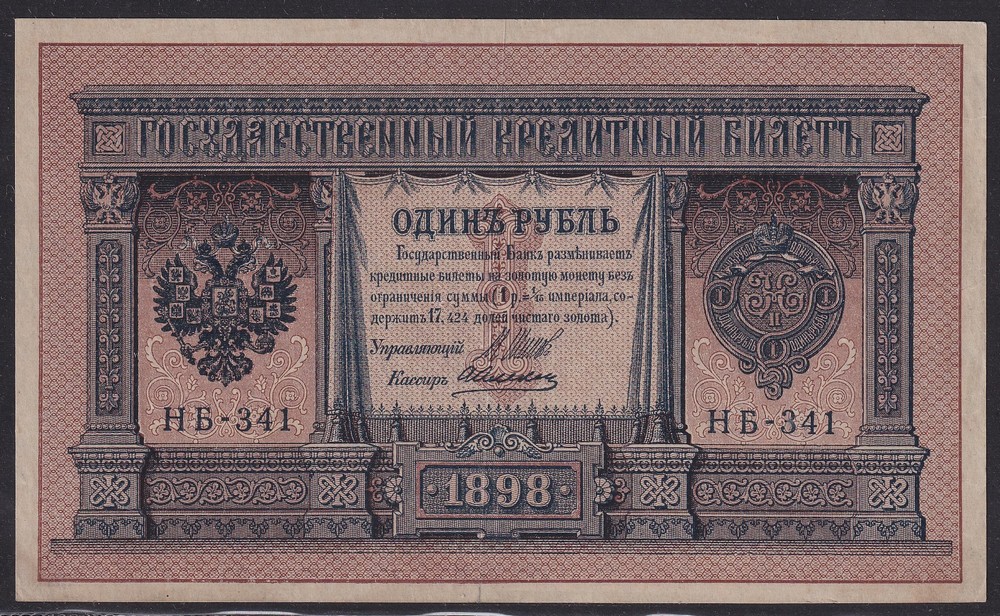 ГОСУДАРСТВЕННЫЙ КРЕДИТНЫЙ БИЛЕТЪ
ОДИНЪ РУБЛЬ
Государственный Банкъ размѣниваетъ
кредитные билеты на золотую монету безъ
ограниченія суммы (1 р.= 1/15 имперіала, со-
держитъ 17,424 долей чистаго золота).
Управляющій
Кассиръ
НБ-341
НБ-341
1898